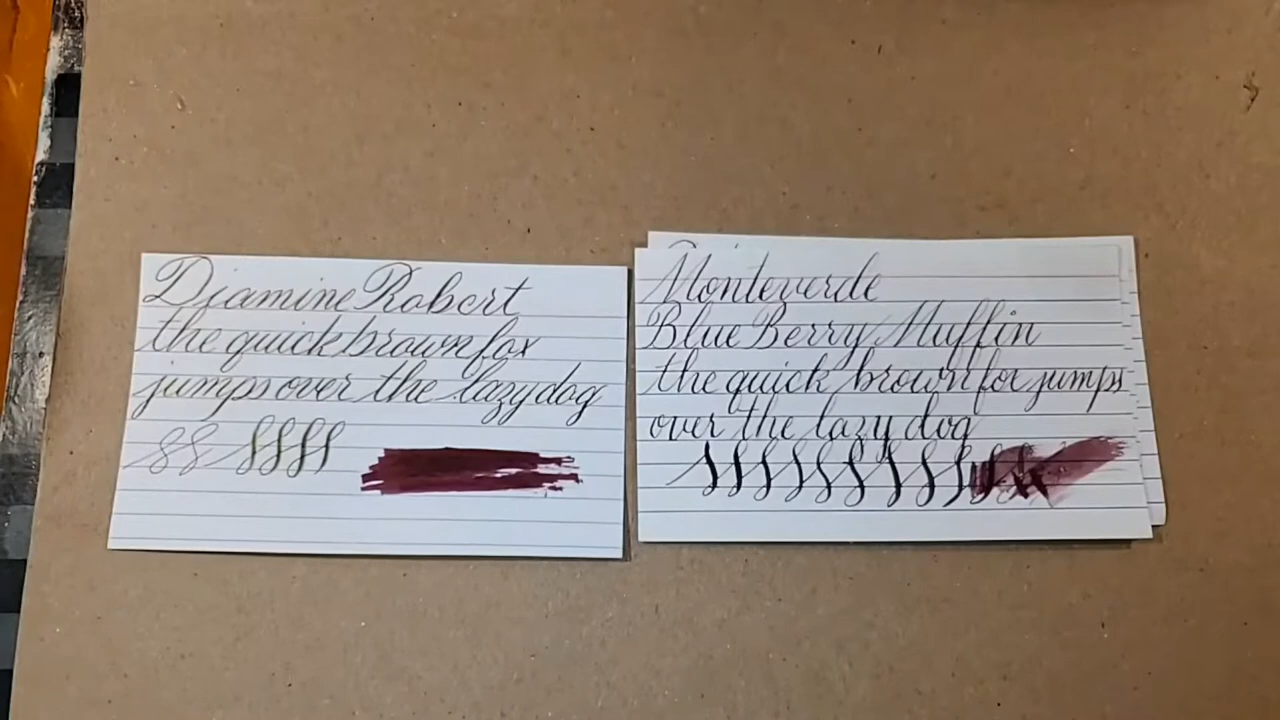 Diamine Robert
the quick brown fox
jumps over the lazy dog
Monteverde
Blue Berry Muffin
the quick brown fox jumps
over the lazy dog